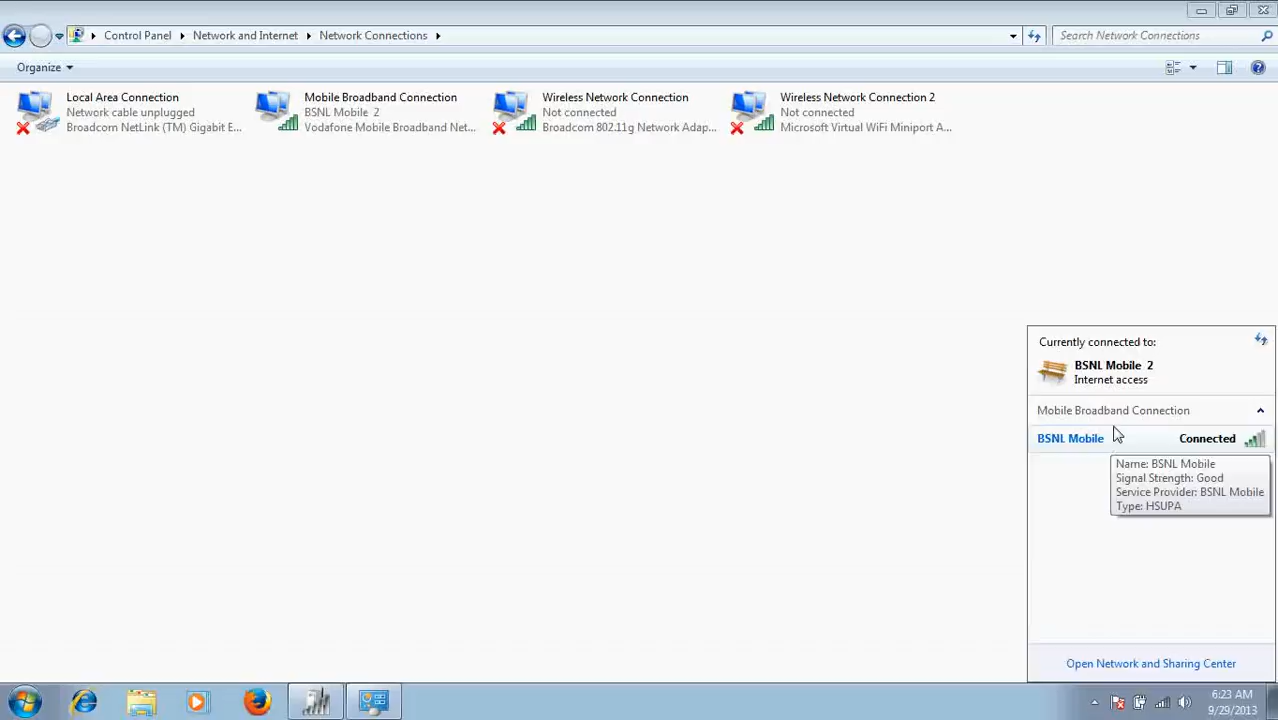 Control Panel Network and Internet Network Connections
Search Network Connections
Organize
Local Area Connection
Network cable unplugged
Broadcom NetLink (TM) Gigabit E...
Mobile Broadband Connection
BSNL Mobile 2
Vodafone Mobile Broadband Net...
Wireless Network Connection
Not connected
Broadcom 802.11g Network Adap...
Wireless Network Connection 2
Not connected
Microsoft Virtual WiFi Miniport A...
Currently connected to:
BSNL Mobile 2
Internet access
Mobile Broadband Connection
BSNL Mobile Connected
Name: BSNL Mobile
Signal Strength: Good
Service Provider: BSNL Mobile
Type: HSUPA
Open Network and Sharing Center
6:23 AM
9/29/2013